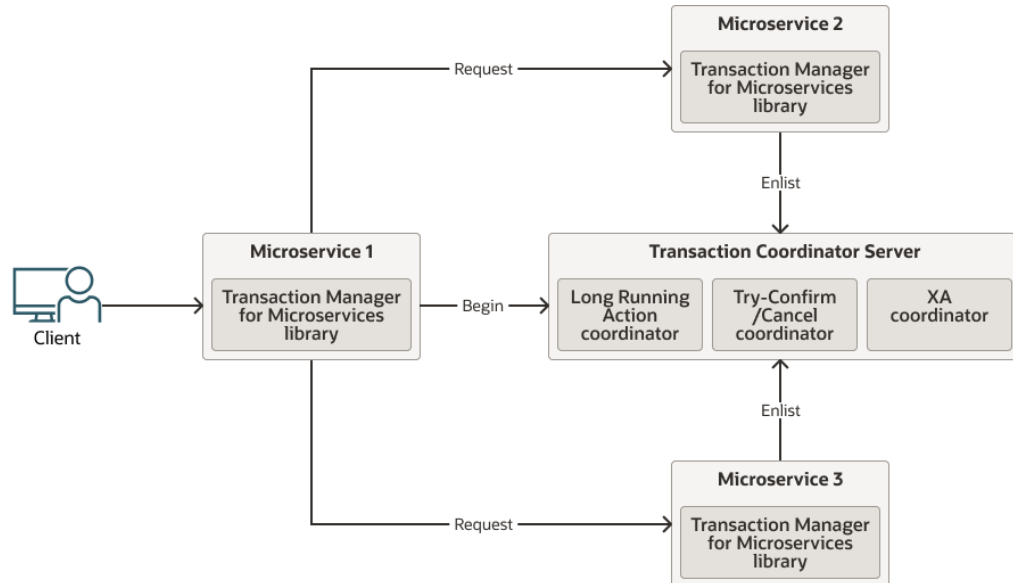 Microservice 2
Transaction Manager
for Microservices
library
Request
Enlist
Microservice 1
Transaction Manager
for Microservices
library
Client
Begin
Transaction Coordinator Server
Long Running
Action
coordinator
Try-Confirm
/Cancel
coordinator
XA
coordinator
Enlist
Request
Microservice 3
Transaction Manager
for Microservices
library